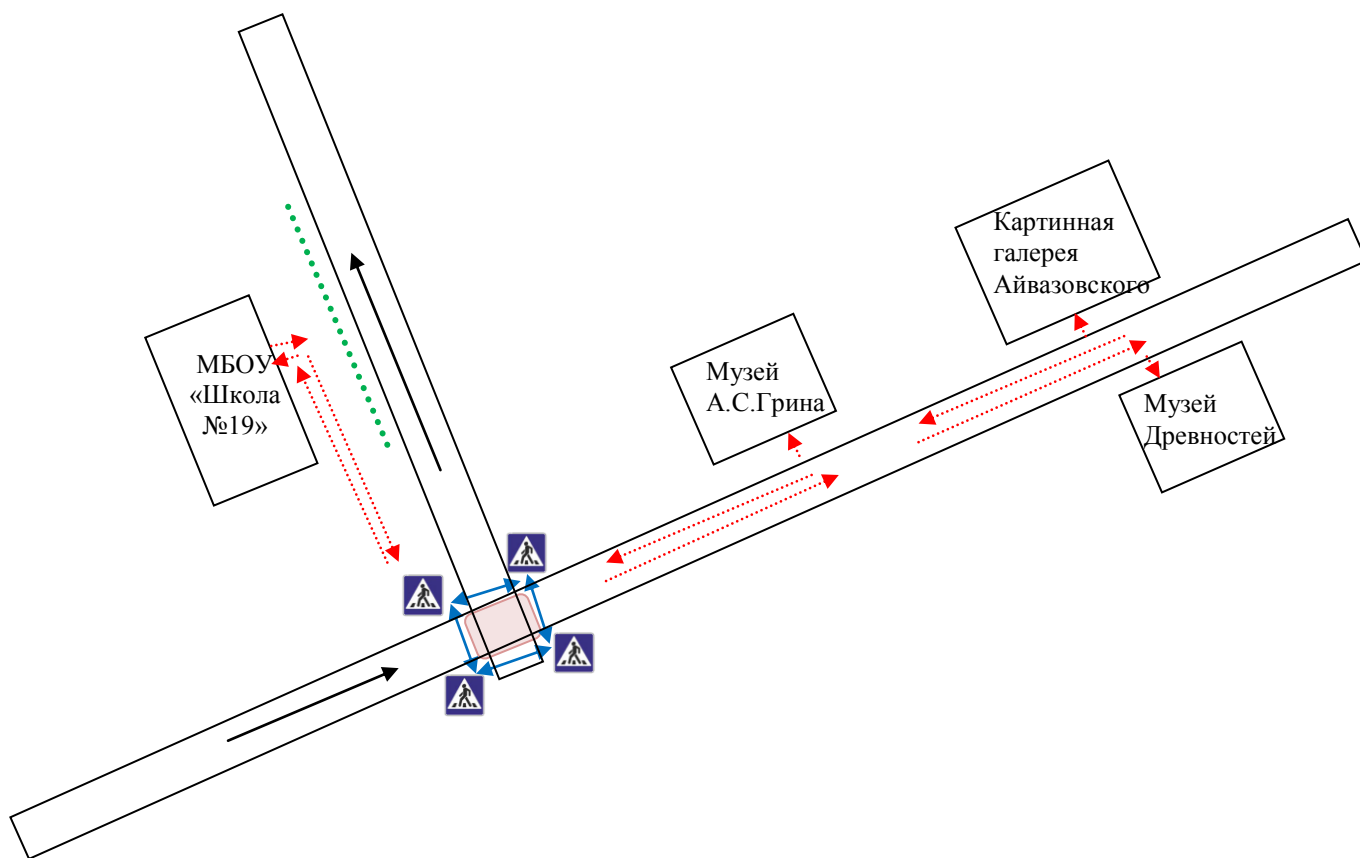 Картинная
галерея
Айвазовского
МБОУ
«Школа
№19»
Музей
А.С.Грина
Музей
Древностей